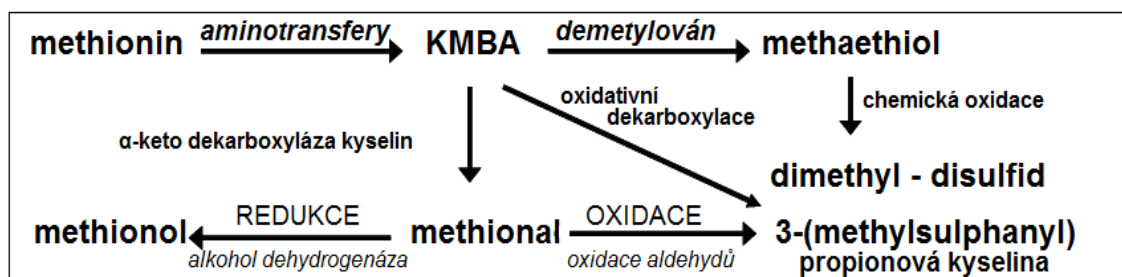 methionin aminotransfery KMBA demetylován methaethiol
oxidativní
dekarboxylace
chemická oxidace
α-keto dekarboxyláza kyselin
dimethyl - disulfid
methionol REDUKCE methional OXIDACE 3-(methylsulphanyl)
alkohol dehydrogenáza oxidace aldehydů propionová kyselina